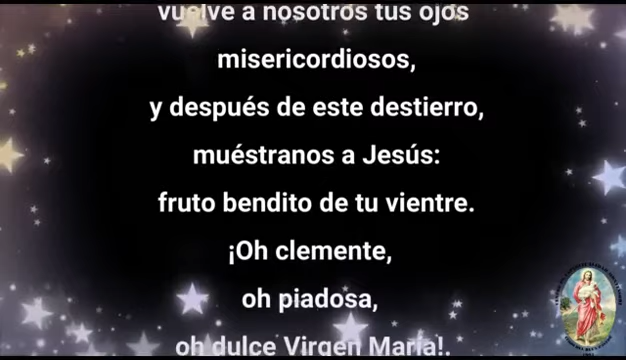 vuelve a nosotros tus ojos
misericordiosos,
y después de este destierro,
muéstranos a Jesús:
fruto bendito de tu vientre.
¡Oh clemente,
oh piadosa,
oh dulce Virgen María!.